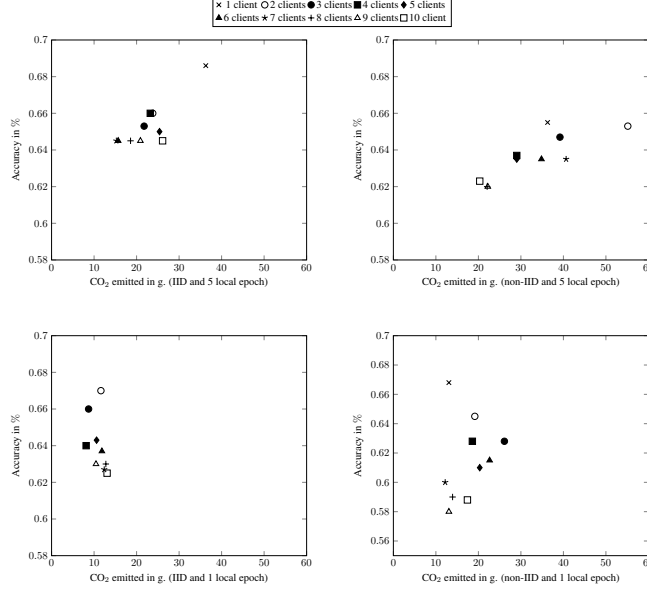 1 client 2 clients 3 clients 4 clients 5 clients
6 clients 7 clients 8 clients 9 clients 10 client
0.7
0.68
0.66
0.64
0.62
0.6
0.58
0 10 20 30 40 50 60
Accuracy in %
CO₂ emitted in g. (IID and 5 local epoch)
0.7
0.68
0.66
0.64
0.62
0.6
0.58
0 10 20 30 40 50 60
Accuracy in %
CO₂ emitted in g. (non-IID and 5 local epoch)
0.7
0.68
0.66
0.64
0.62
0.6
0.58
0 10 20 30 40 50 60
Accuracy in %
CO₂ emitted in g. (IID and 1 local epoch)
0.7
0.68
0.66
0.64
0.62
0.6
0.58
0.56
0 10 20 30 40 50 60
Accuracy in %
CO₂ emitted in g. (non-IID and 1 local epoch)